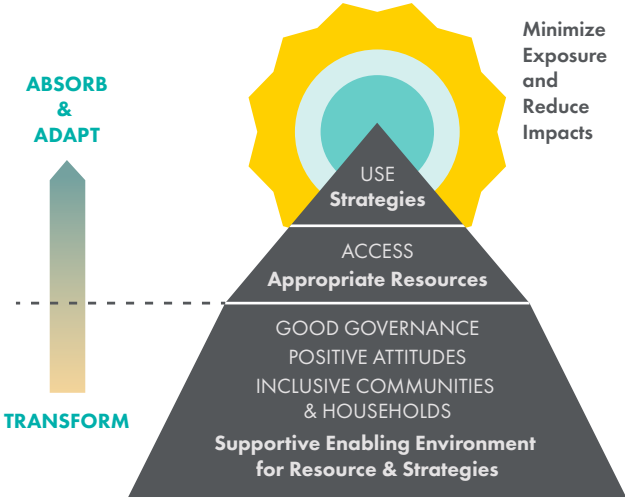 Minimize
Exposure
and
Reduce
Impacts
ABSORB
&
ADAPT
USE
Strategies
ACCESS
Appropriate Resources
GOOD GOVERNANCE
POSITIVE ATTITUDES
INCLUSIVE COMMUNITIES
& HOUSEHOLDS
Supportive Enabling Environment
for Resource & Strategies
TRANSFORM